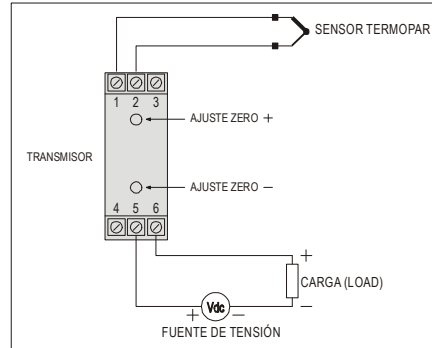 SENSOR TERMOPAR
1 2 3
AJUSTE ZERO +
TRANSMISOR
AJUSTE ZERO −
4 5 6
+
CARGA (LOAD)
−
+ Vdc −
FUENTE DE TENSIÓN